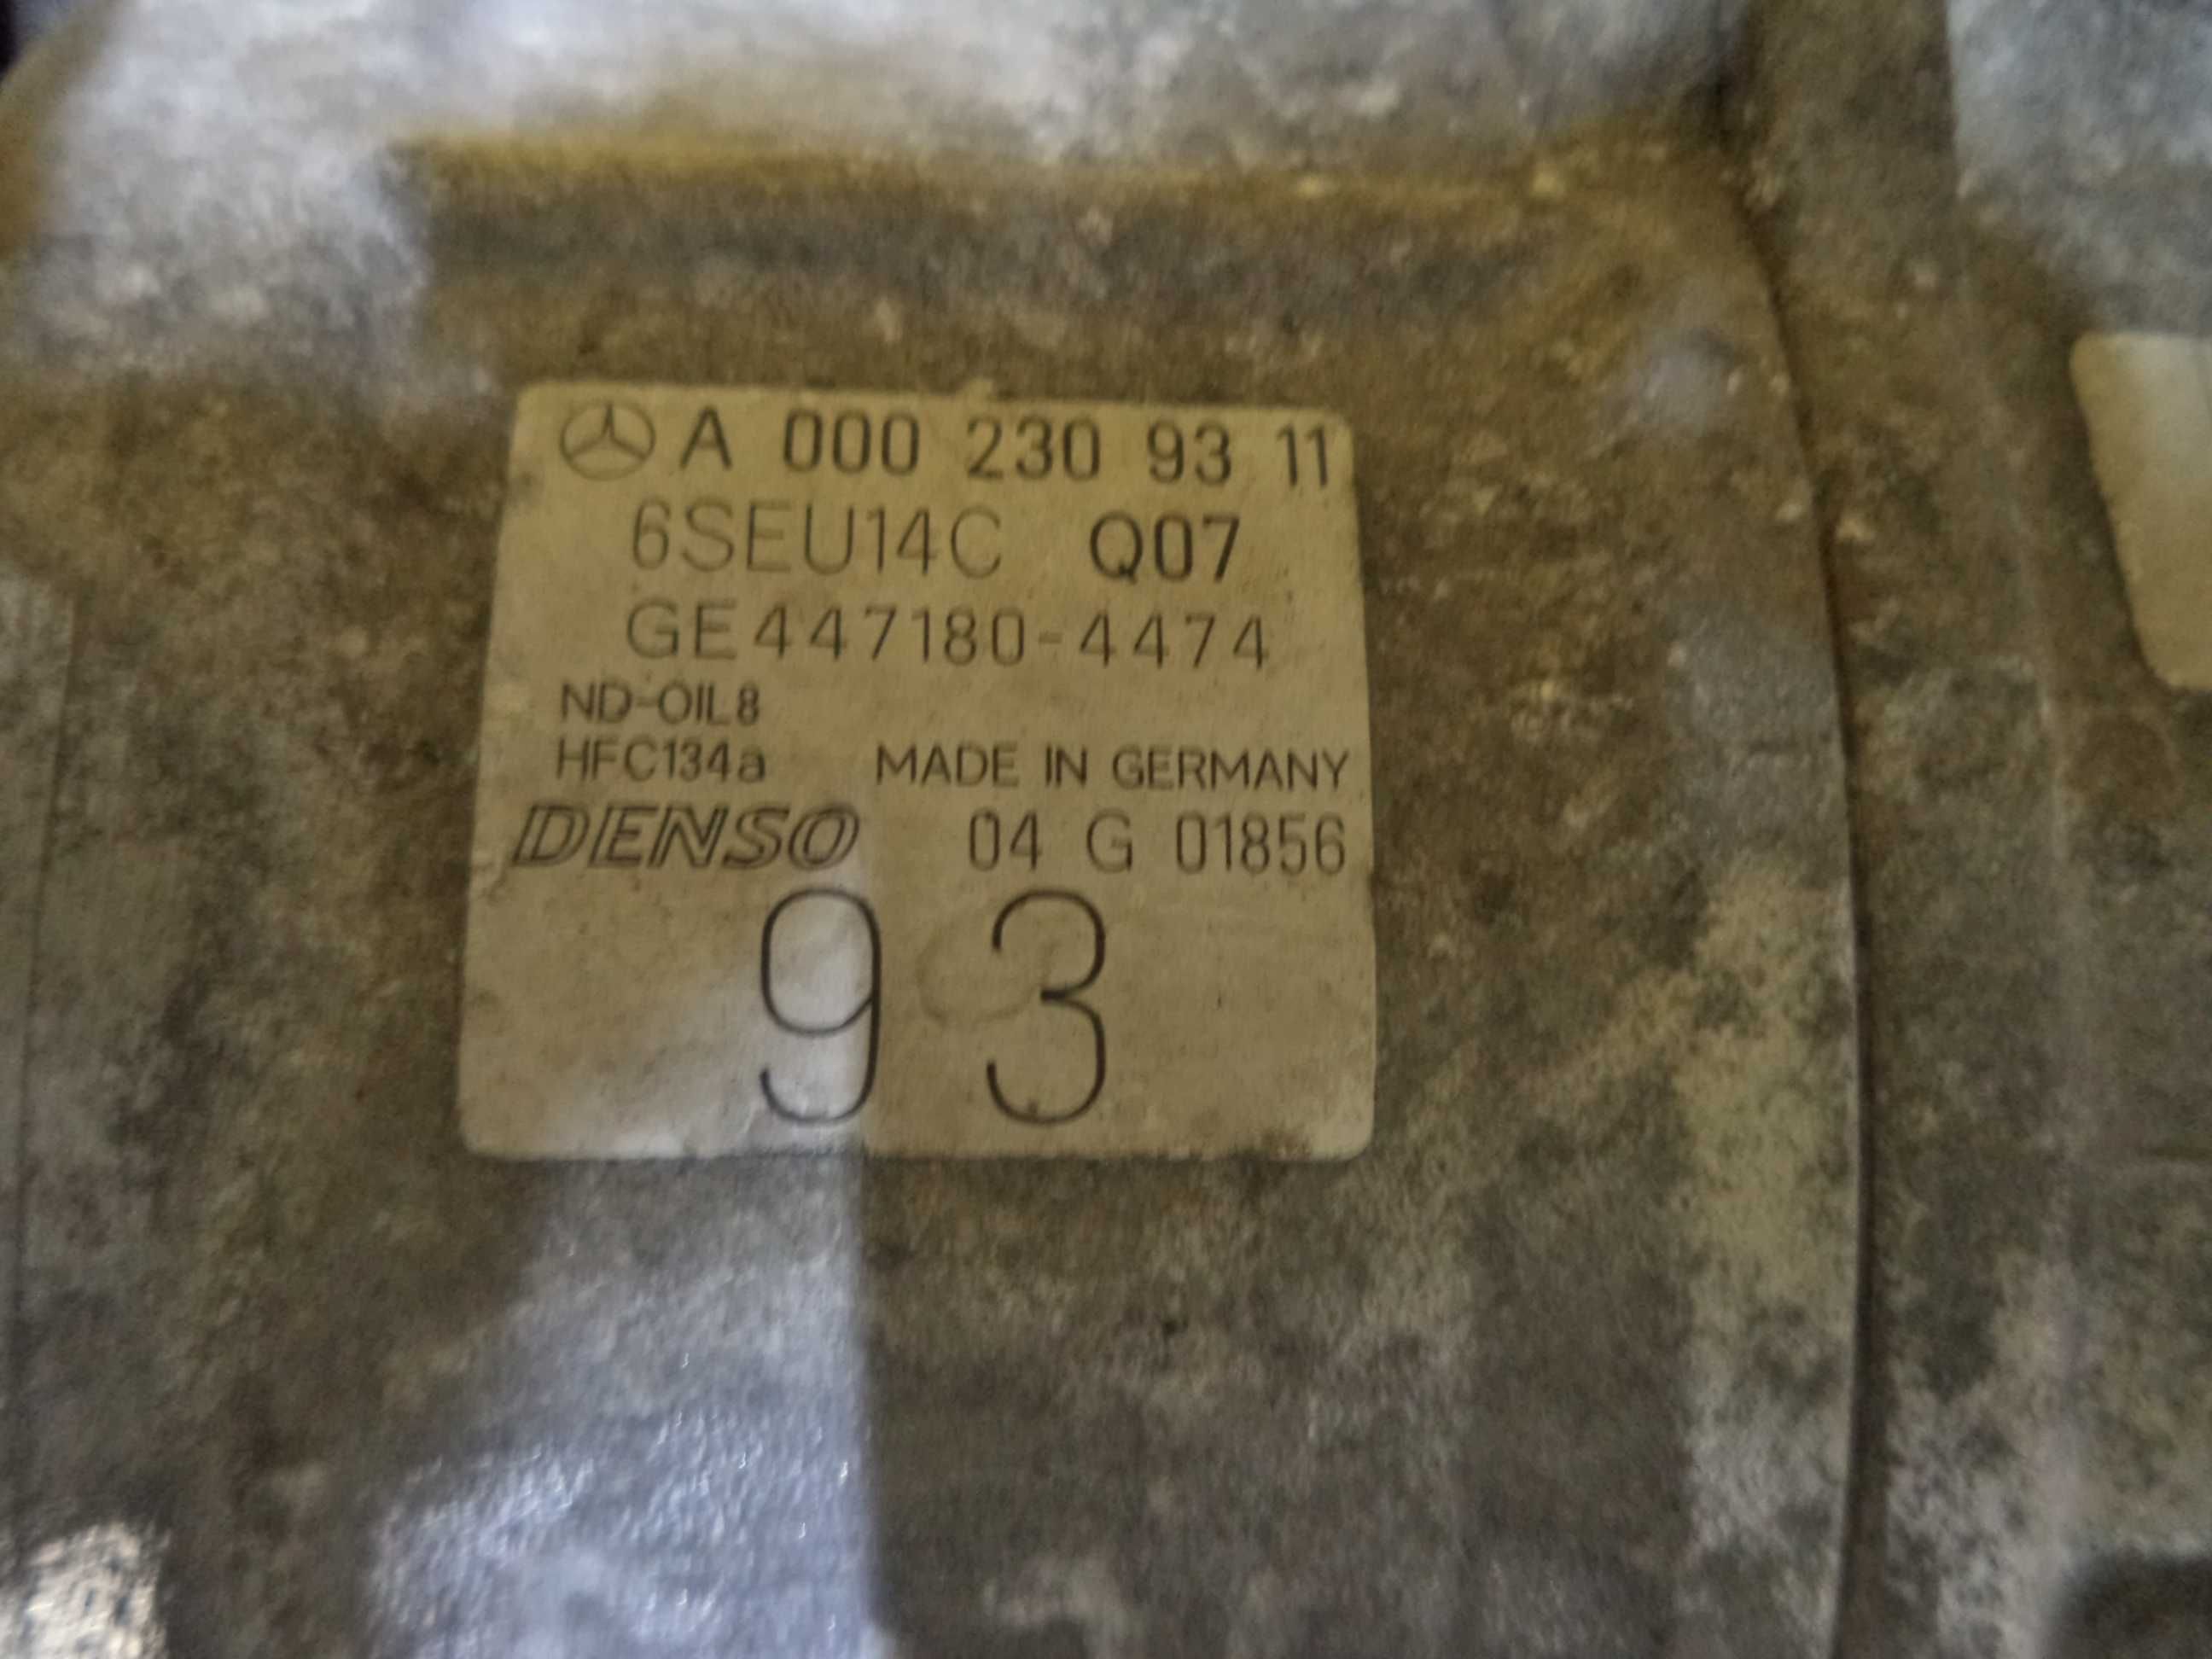 A 000 230 93 11
6SEU14C Q07
GE447180-4474
ND-OIL8
HFC134a MADE IN GERMANY
DENSO 04 G 01856
93